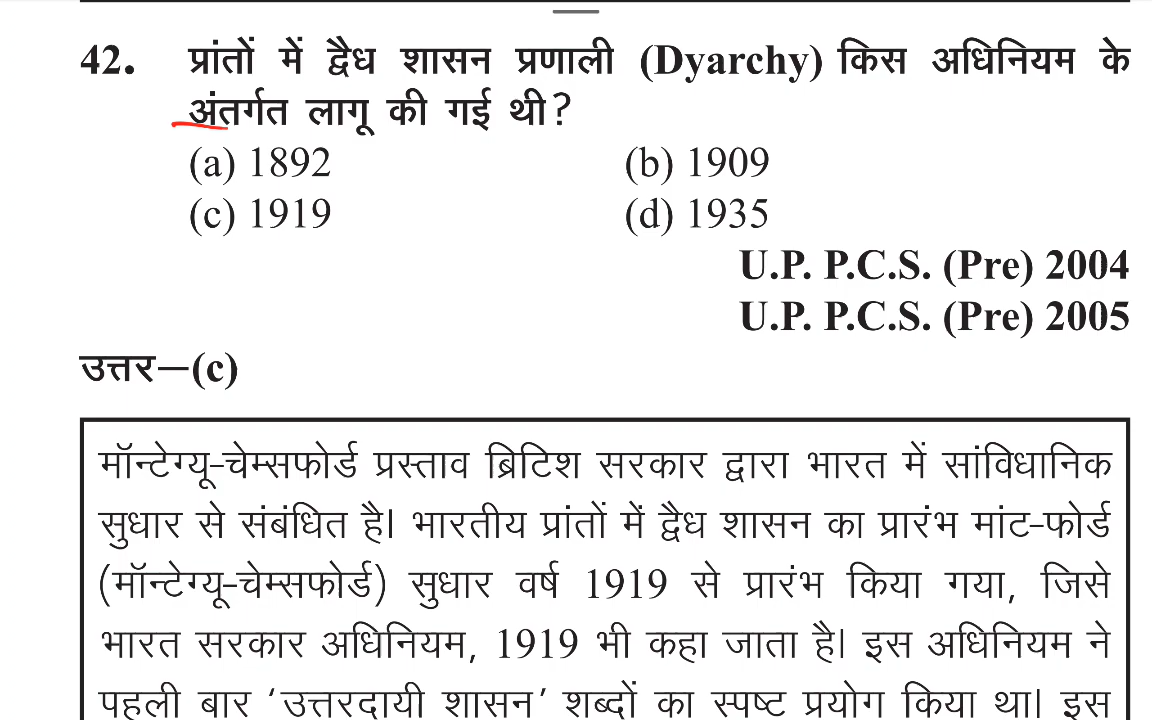 42. प्रांतों में द्वैध शासन प्रणाली (Dyarchy) किस अधिनियम के
अंतर्गत लागू की गई थी?
(a) 1892 (b) 1909
(c) 1919 (d) 1935
U.P. P.C.S. (Pre) 2004
U.P. P.C.S. (Pre) 2005
उत्तर—(c)
मॉन्टेग्यू-चेम्सफोर्ड प्रस्ताव ब्रिटिश सरकार द्वारा भारत में सांविधानिक
सुधार से संबंधित है। भारतीय प्रांतों में द्वैध शासन का प्रारंभ मांट-फोर्ड
(मॉन्टेग्यू-चेम्सफोर्ड) सुधार वर्ष 1919 से प्रारंभ किया गया, जिसे
भारत सरकार अधिनियम, 1919 भी कहा जाता है। इस अधिनियम ने
पहली बार ‘उत्तरदायी शासन’ शब्दों का स्पष्ट प्रयोग किया था। इस